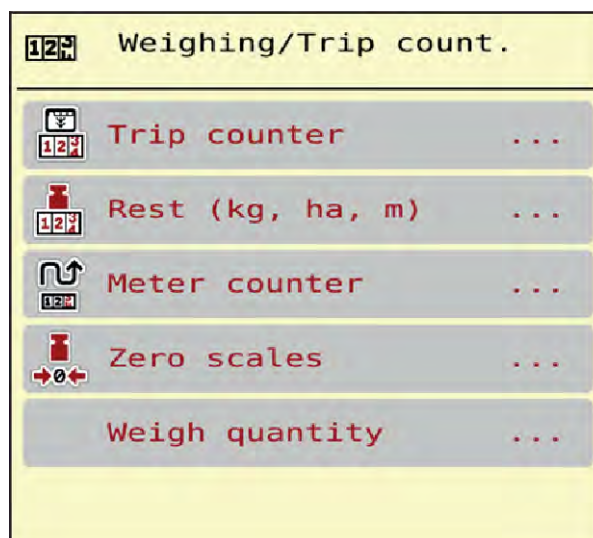 Weighing/Trip count.
Trip counter ...
Rest (kg, ha, m) ...
Meter counter ...
Zero scales ...
Weigh quantity ...